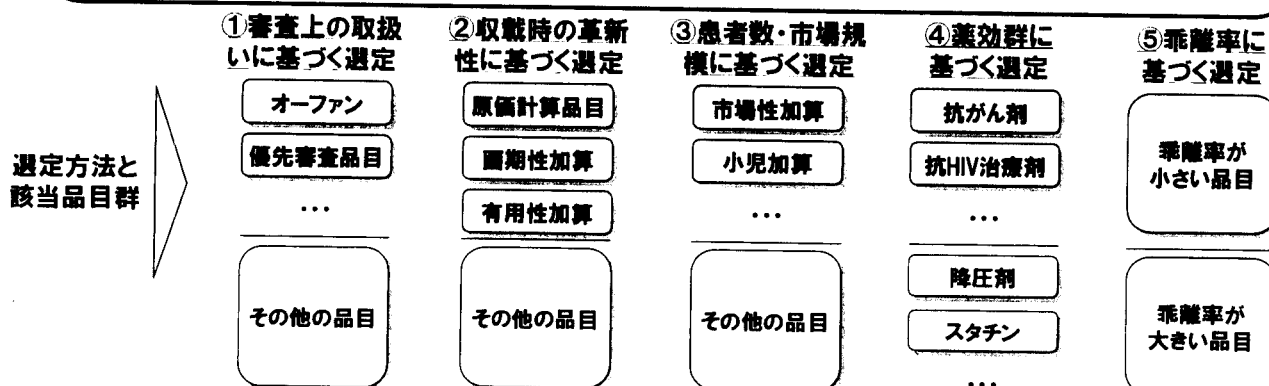 ①審査上の取扱
いに基づく選定
オーファン
優先審査品目
…
その他の品目
②収載時の革新
性に基づく選定
原価計算品目
画期性加算
有用性加算
その他の品目
③患者数・市場規
模に基づく選定
市場性加算
小児加算
…
その他の品目
④薬効群に
基づく選定
抗がん剤
抗HIV治療剤
…
降圧剤
スタチン
…
⑤乖離率に
基づく選定
乖離率が
小さい品目
乖離率が
大きい品目
選定方法と
該当品目群